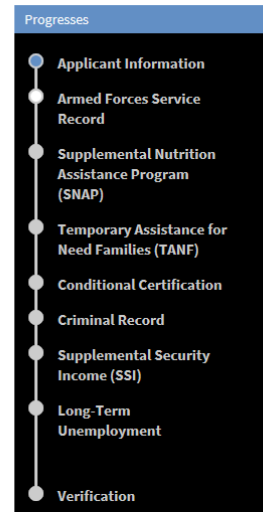 Progresses
Applicant Information
Armed Forces Service
Record
Supplemental Nutrition
Assistance Program
(SNAP)
Temporary Assistance for
Need Families (TANF)
Conditional Certification
Criminal Record
Supplemental Security
Income (SSI)
Long-Term
Unemployment
Verification